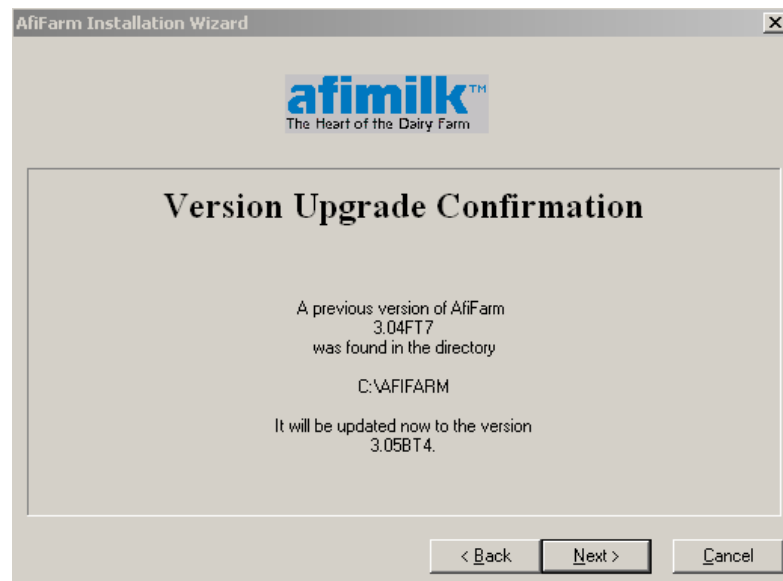 AfiFarm Installation Wizard
afimilk™
The Heart of the Dairy Farm
Version Upgrade Confirmation
A previous version of AfiFarm
3.04FT7
was found in the directory
C:\AFIFARM
It will be updated now to the version
3.05BT4.
< Back Next > Cancel